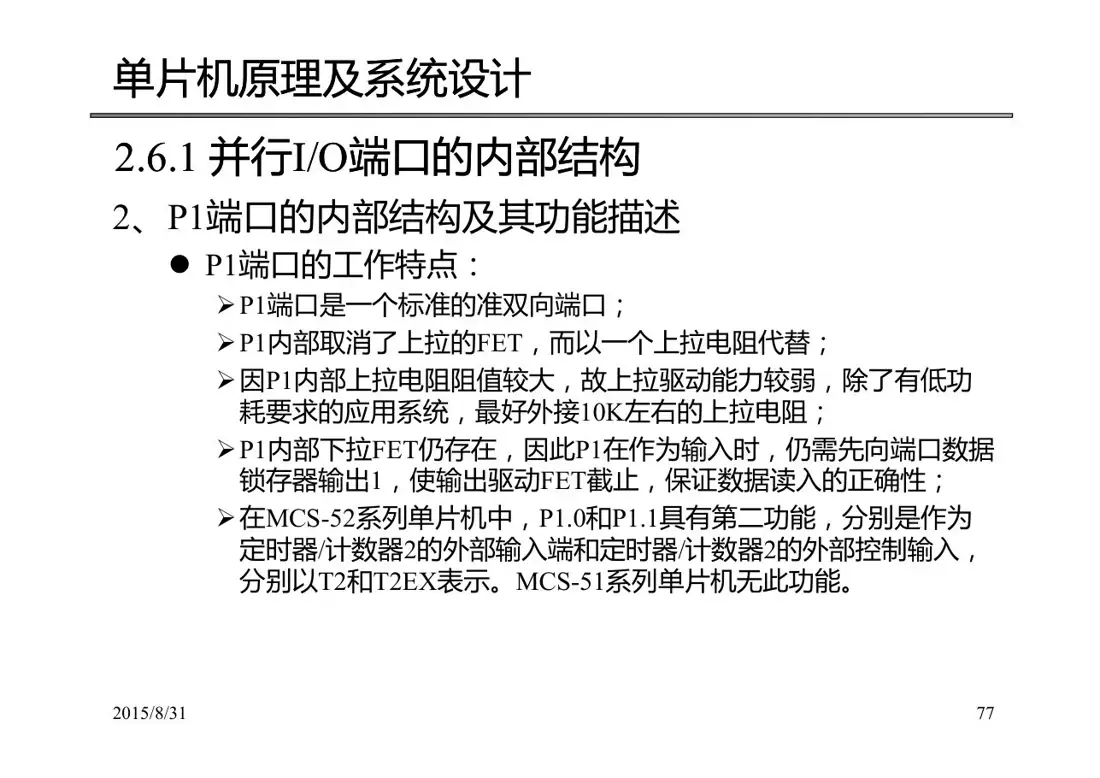 单片机原理及系统设计
2.6.1 并行I/O端口的内部结构
2、P1端口的内部结构及其功能描述
● P1端口的工作特点：
➢P1端口是一个标准的准双向端口；
➢P1内部取消了上拉的FET，而以一个上拉电阻代替；
➢因P1内部上拉电阻阻值较大，故上拉驱动能力较弱，除了有低功
耗要求的应用系统，最好外接10K左右的上拉电阻；
➢P1内部下拉FET仍存在，因此P1在作为输入时，仍需先向端口数据
锁存器输出1，使输出驱动FET截止，保证数据读入的正确性；
➢在MCS-52系列单片机中，P1.0和P1.1具有第二功能，分别是作为
定时器/计数器2的外部输入端和定时器/计数器2的外部控制输入，
分别以T2和T2EX表示。MCS-51系列单片机无此功能。
2015/8/31
77